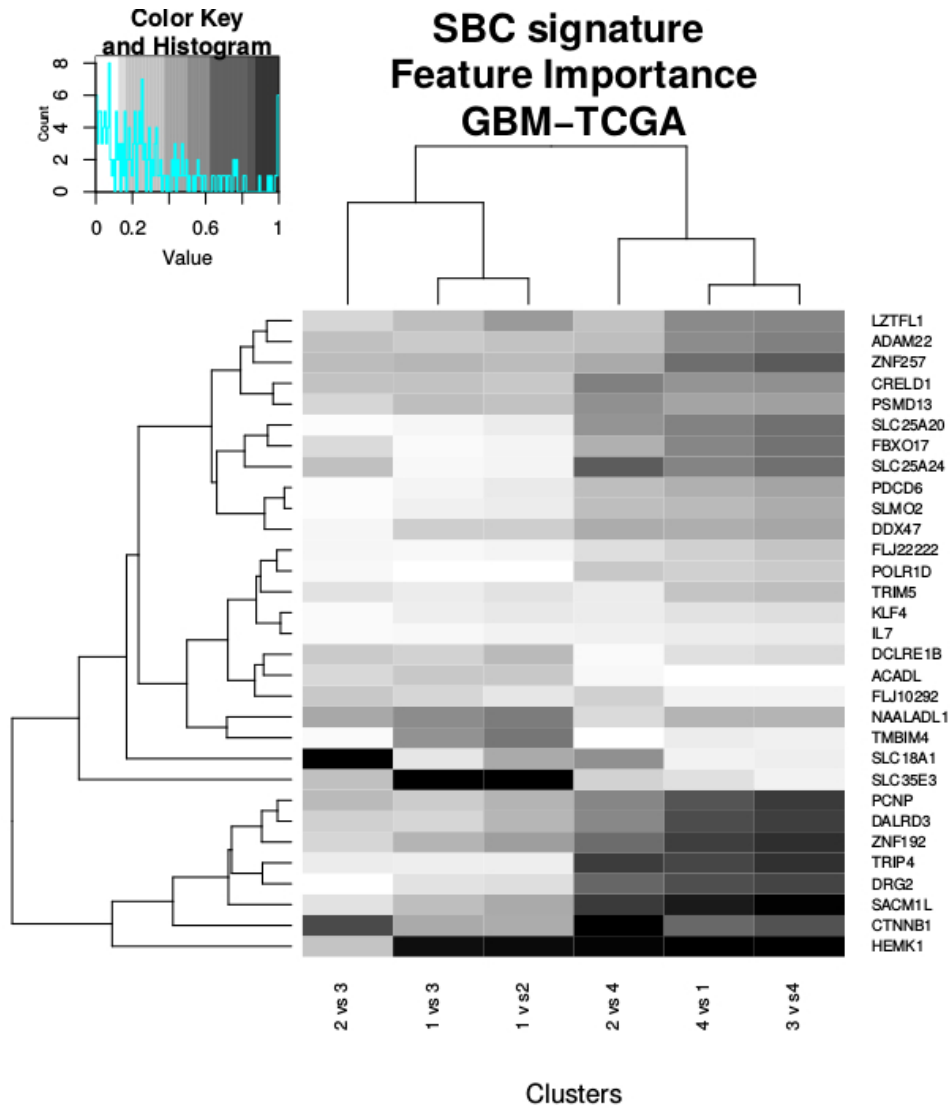 Color Key
and Histogram
SBC signature
Feature Importance
GBM–TCGA
8
6
4
2
0
Count
0 0.2 0.6 1
Value
LZTFL1
ADAM22
ZNF257
CRELD1
PSMD13
SLC25A20
FBXO17
SLC25A24
PDCD6
SLMO2
DDX47
FLJ22222
POLR1D
TRIM5
KLF4
IL7
DCLRE1B
ACADL
FLJ10292
NAALADL1
TMBIM4
SLC18A1
SLC35E3
PCNP
DALRD3
ZNF192
TRIP4
DRG2
SACM1L
CTNNB1
HEMK1
2 vs 3
1 vs 3
1 vs2
2 vs 4
4 vs 1
3 vs4
Clusters